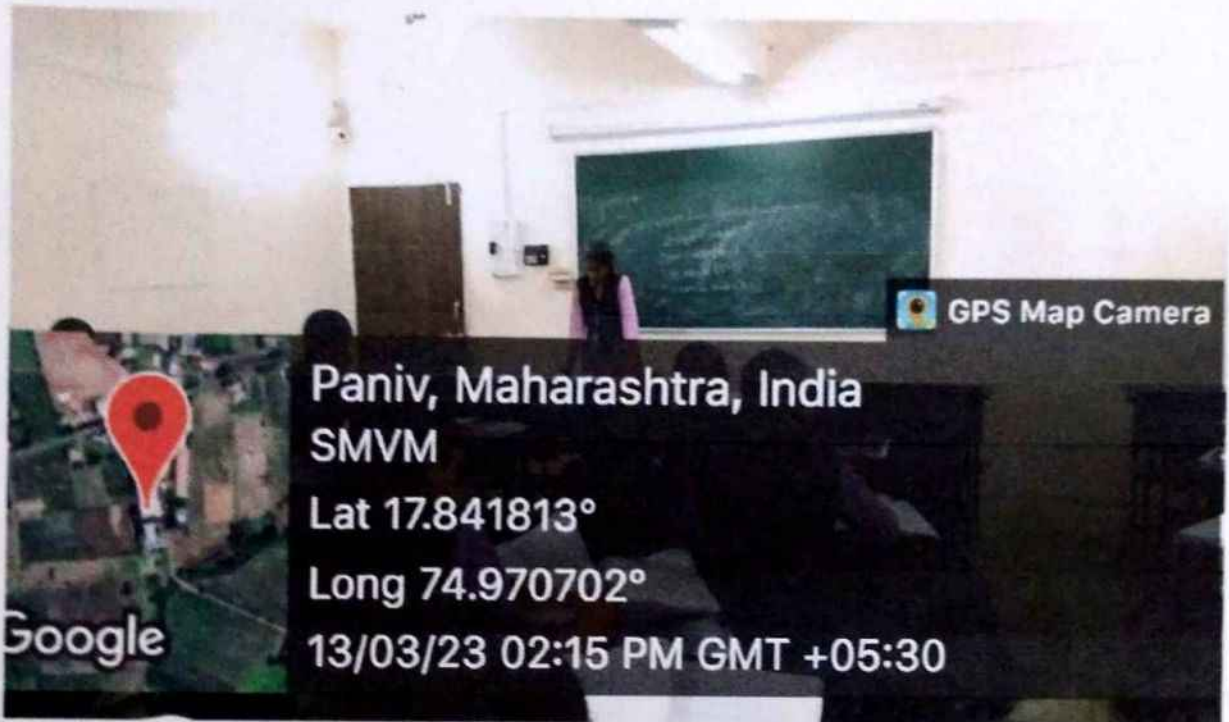 GPS Map Camera
Paniv, Maharashtra, India
SMVM
Lat 17.841813°
Long 74.970702°
13/03/23 02:15 PM GMT +05:30
Google